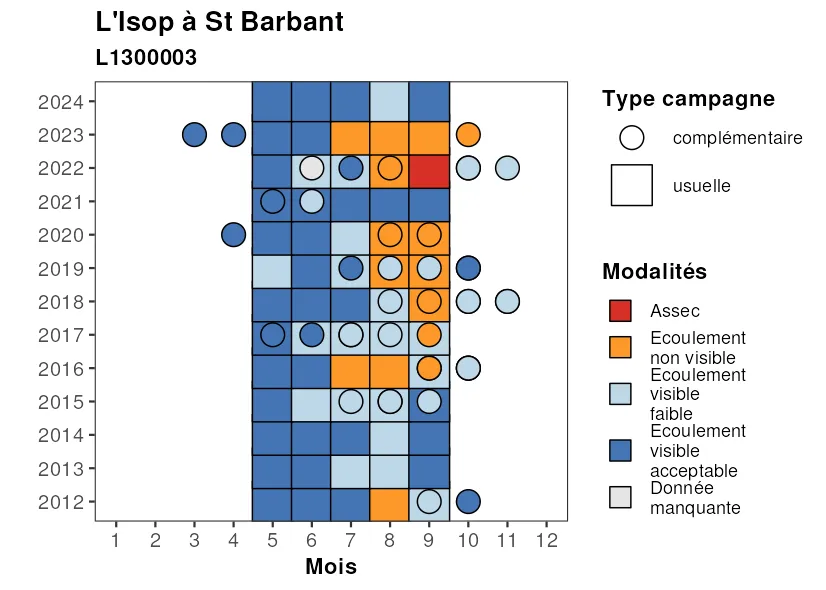 L'Isop à St Barbant
L1300003
2024
2023
2022
2021
2020
2019
2018
2017
2016
2015
2014
2013
2012
1 2 3 4 5 6 7 8 9 10 11 12
Mois
Type campagne
complémentaire
usuelle
Modalités
Assec
Ecoulement
non visible
Ecoulement
visible
faible
Ecoulement
visible
acceptable
Donnée
manquante